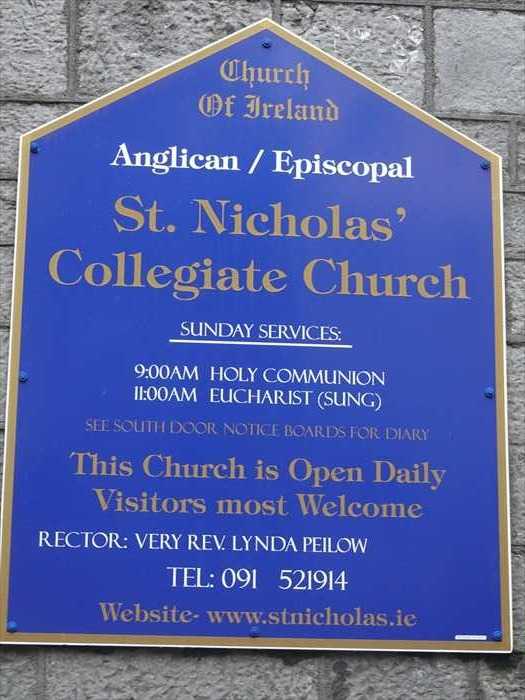 Church
Of Ireland
Anglican / Episcopal
St. Nicholas'
Collegiate Church
SUNDAY SERVICES:
9:00AM HOLY COMMUNION
11:00AM EUCHARIST (SUNG)
SEE SOUTH DOOR NOTICE BOARDS FOR DIARY
This Church is Open Daily
Visitors most Welcome
RECTOR: VERY REV. LYNDA PEILOW
TEL: 091 521914
Website- www.stnicholas.ie